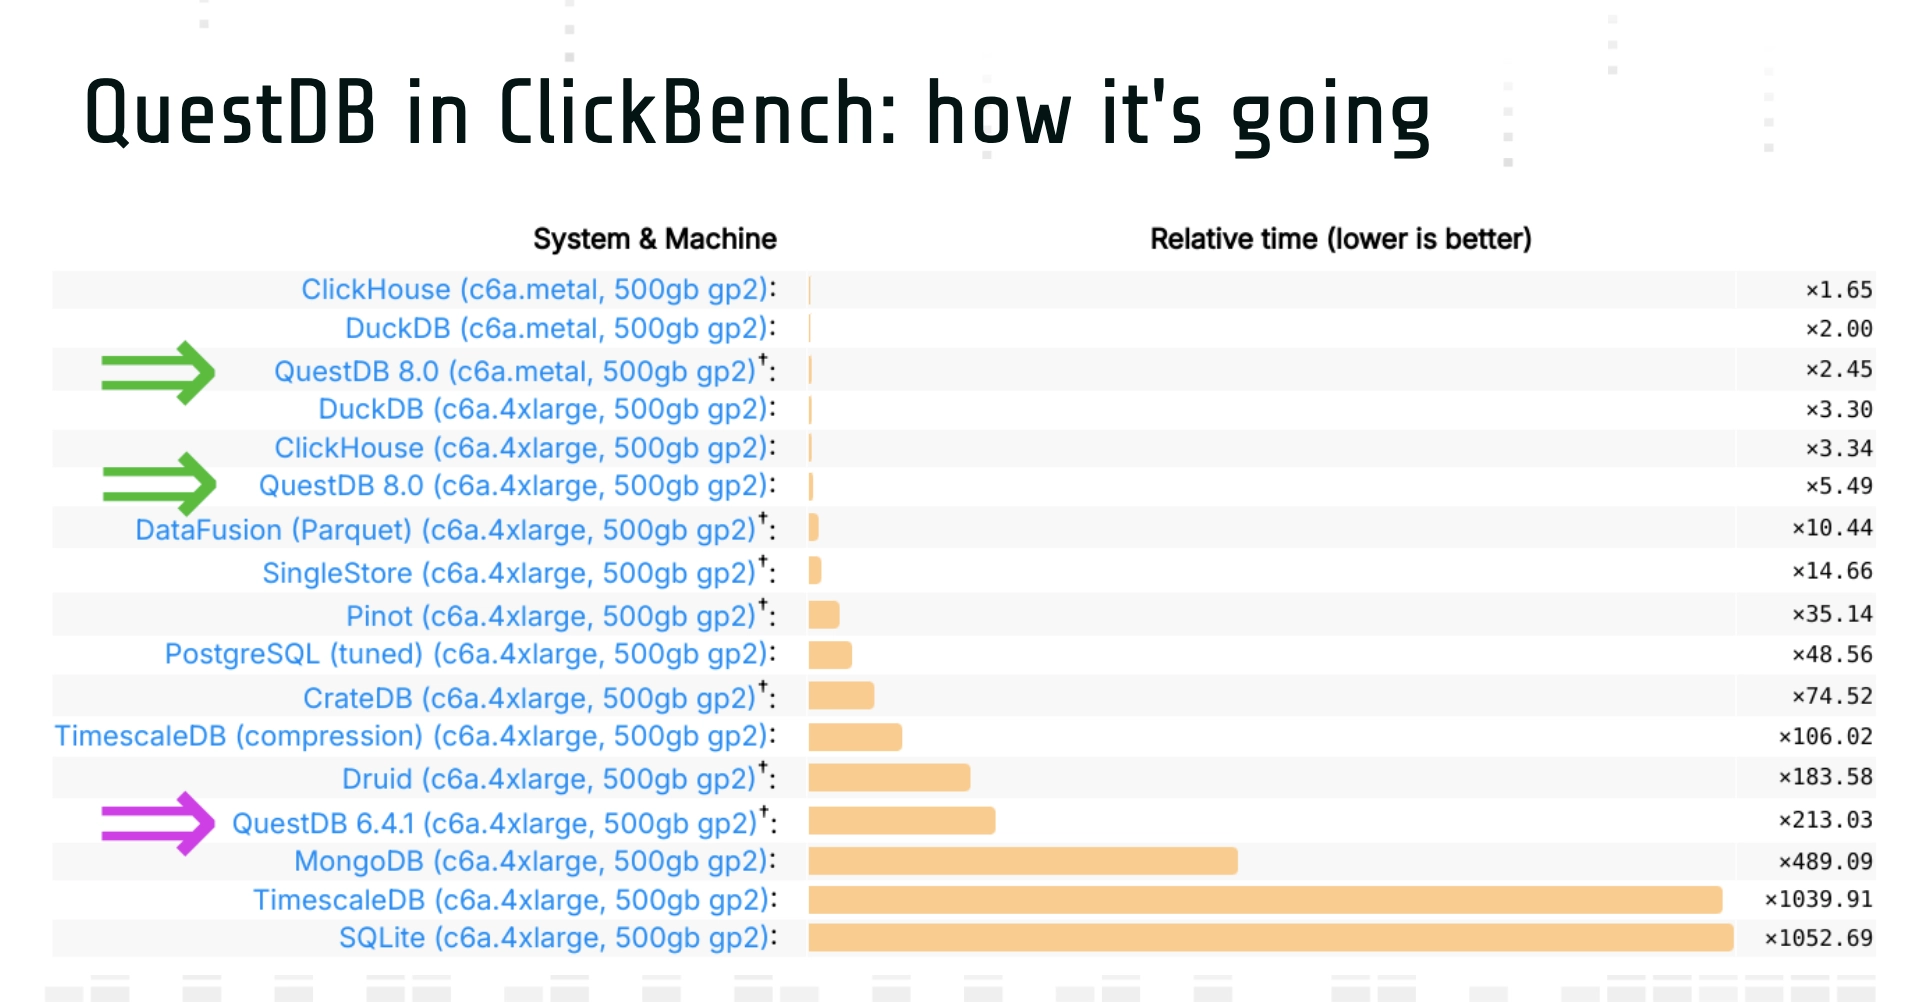 QuestDB in ClickBench: how it's going
System & Machine Relative time (lower is better)
ClickHouse (c6a.metal, 500gb gp2): ×1.65
DuckDB (c6a.metal, 500gb gp2): ×2.00
QuestDB 8.0 (c6a.metal, 500gb gp2)†: ×2.45
DuckDB (c6a.4xlarge, 500gb gp2): ×3.30
ClickHouse (c6a.4xlarge, 500gb gp2): ×3.34
QuestDB 8.0 (c6a.4xlarge, 500gb gp2): ×5.49
DataFusion (Parquet) (c6a.4xlarge, 500gb gp2)†: ×10.44
SingleStore (c6a.4xlarge, 500gb gp2)†: ×14.66
Pinot (c6a.4xlarge, 500gb gp2)†: ×35.14
PostgreSQL (tuned) (c6a.4xlarge, 500gb gp2): ×48.56
CrateDB (c6a.4xlarge, 500gb gp2)†: ×74.52
TimescaleDB (compression) (c6a.4xlarge, 500gb gp2): ×106.02
Druid (c6a.4xlarge, 500gb gp2)†: ×183.58
QuestDB 6.4.1 (c6a.4xlarge, 500gb gp2)†: ×213.03
MongoDB (c6a.4xlarge, 500gb gp2): ×489.09
TimescaleDB (c6a.4xlarge, 500gb gp2): ×1039.91
SQLite (c6a.4xlarge, 500gb gp2): ×1052.69